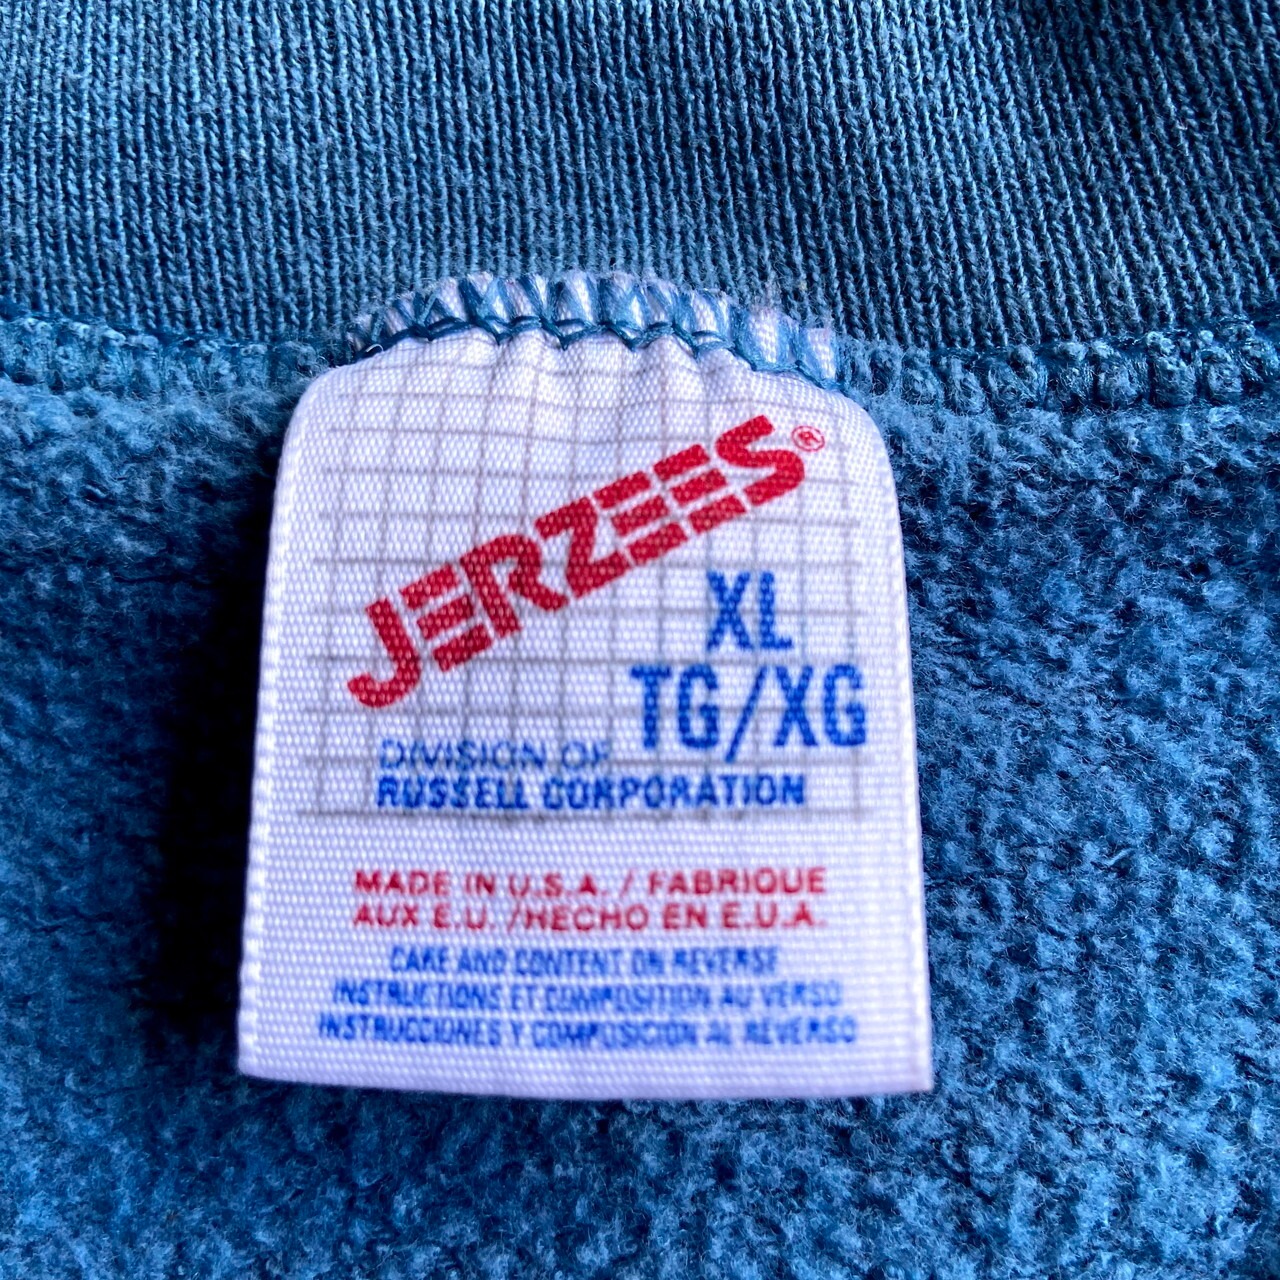 JERZEES®
XL
TG/XG
DIVISION OF
RUSSELL CORPORATION
MADE IN U.S.A. / FABRIQUE
AUX E.U. /HECHO EN E.U.A.
CARE AND CONTENT ON REVERSE
INSTRUCTIONS ET COMPOSITION AU VERSO
INSTRUCCIONES Y COMPOSICIÓN AL REVERSO